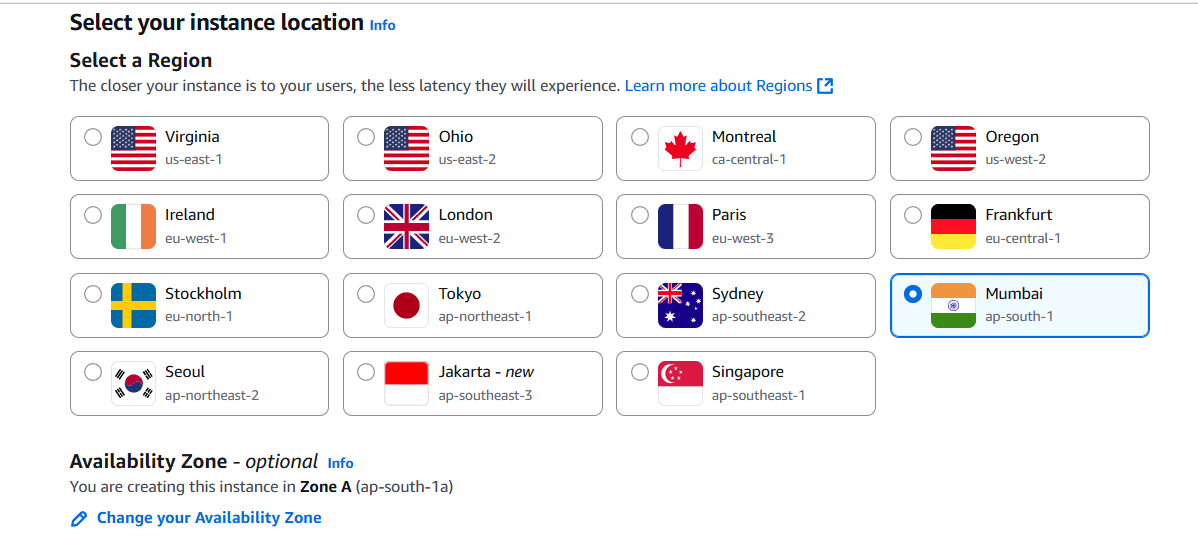 Select your instance location Info
Select a Region
The closer your instance is to your users, the less latency they will experience. Learn more about Regions
Virginia
us-east-1
Ohio
us-east-2
Montreal
ca-central-1
Oregon
us-west-2
Ireland
eu-west-1
London
eu-west-2
Paris
eu-west-3
Frankfurt
eu-central-1
Stockholm
eu-north-1
Tokyo
ap-northeast-1
Sydney
ap-southeast-2
Mumbai
ap-south-1
Seoul
ap-northeast-2
Jakarta - new
ap-southeast-3
Singapore
ap-southeast-1
Availability Zone - optional Info
You are creating this instance in Zone A (ap-south-1a)
Change your Availability Zone